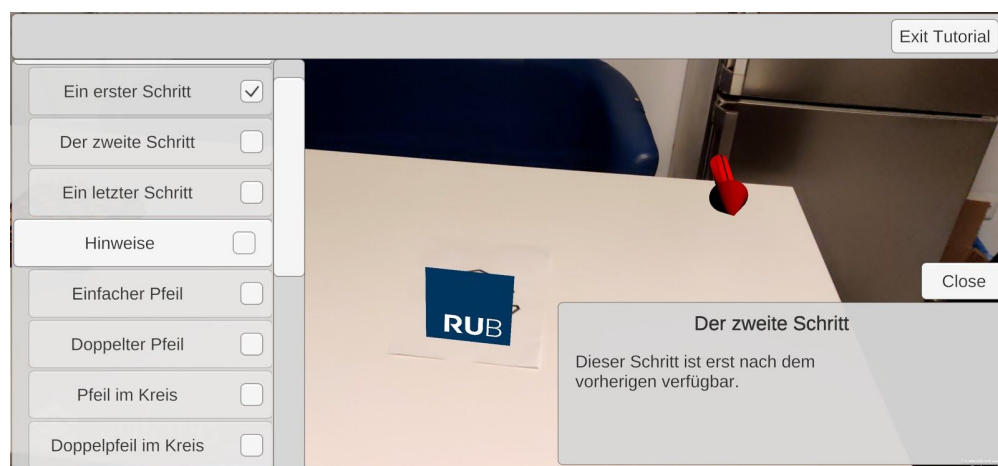 Exit Tutorial
Ein erster Schritt
Der zweite Schritt
Ein letzter Schritt
Hinweise
Einfacher Pfeil
Doppelter Pfeil
Pfeil im Kreis
Doppelpfeil im Kreis
RUB
Close
Der zweite Schritt
Dieser Schritt ist erst nach dem
vorherigen verfügbar.